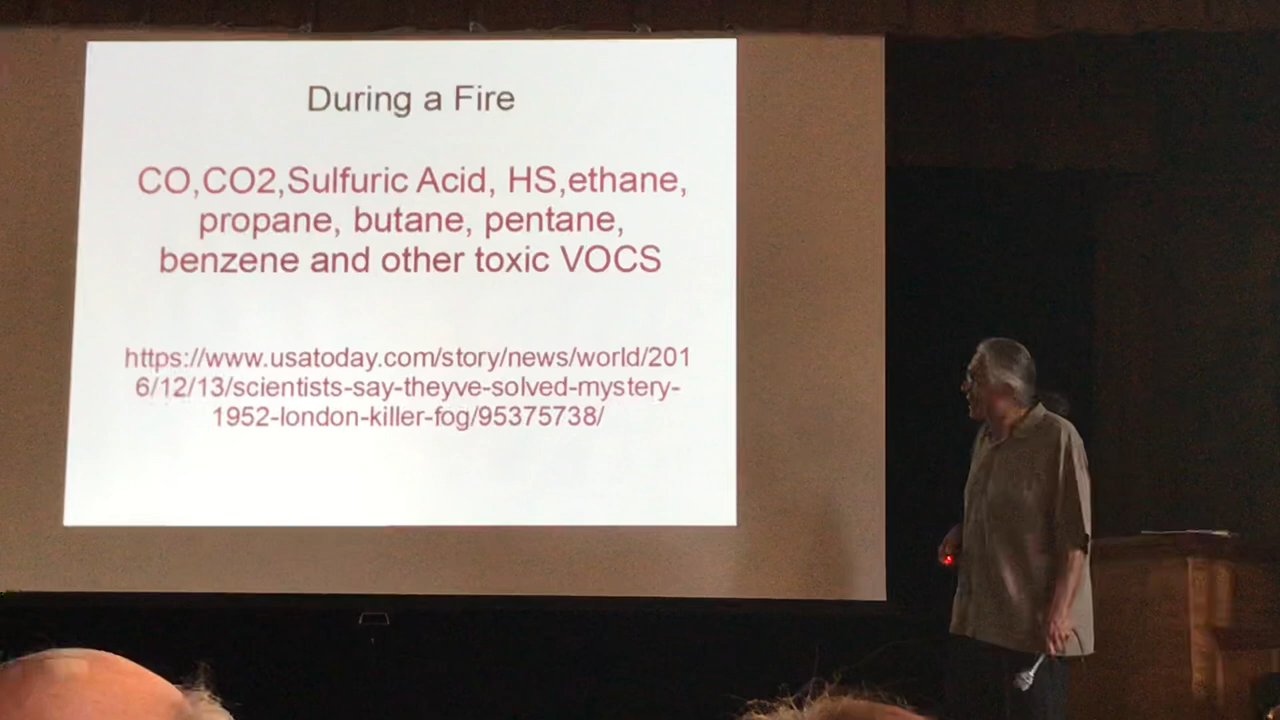 During a Fire
CO,CO2,Sulfuric Acid, HS,ethane,
propane, butane, pentane,
benzene and other toxic VOCS
https://www.usatoday.com/story/news/world/201
6/12/13/scientists-say-theyve-solved-mystery-
1952-london-killer-fog/95375738/